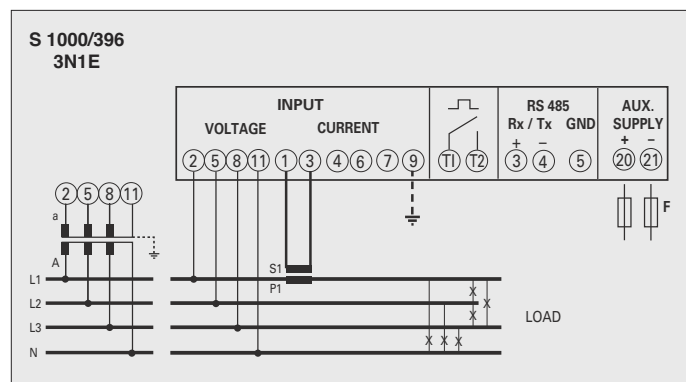 S 1000/396
3N1E
INPUT
VOLTAGE CURRENT
RS 485
Rx / Tx GND
+ −
AUX.
SUPPLY
+ −
2 5 8 11 1 3 4 6 7 9 T1 T2 3 4 5 20 21
F
2 5 8 11
a
A
S1
P1
L1
L2
L3
N
x x x x x x x
LOAD